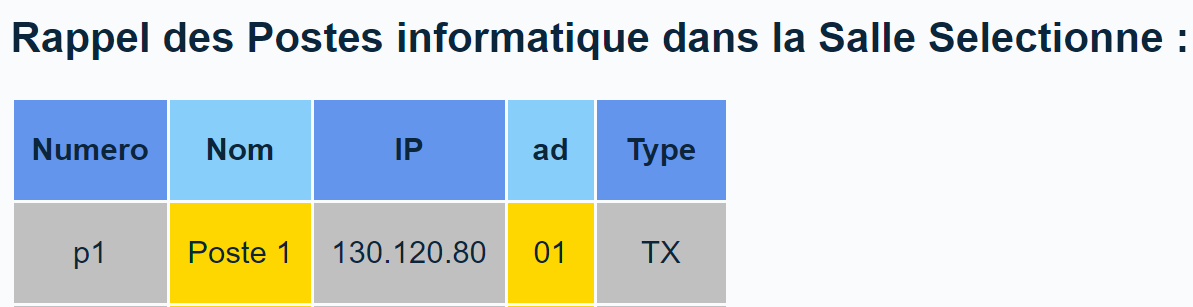 Rappel des Postes informatique dans la Salle Selectionne :
Numero Nom IP ad Type
p1 Poste 1 130.120.80 01 TX